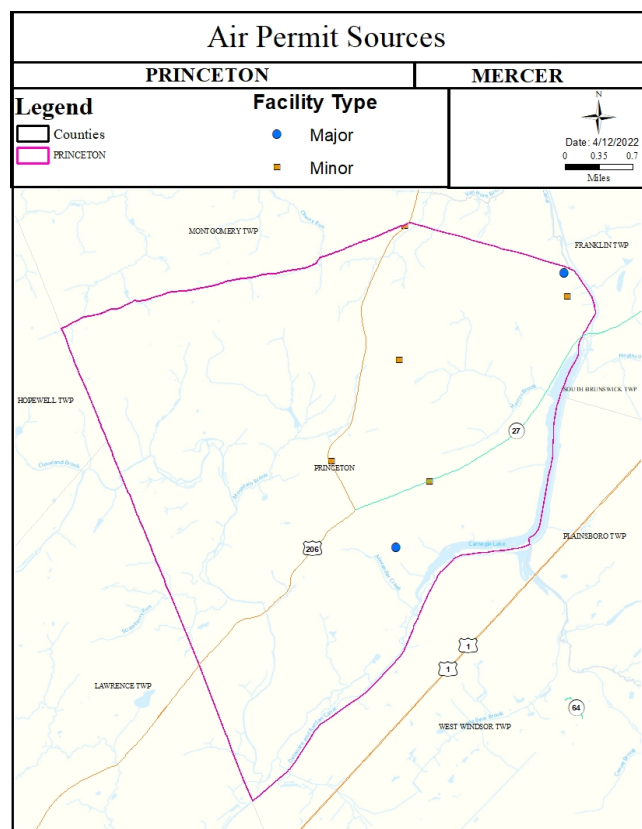 Air Permit Sources
PRINCETON
MERCER
Legend
Counties
PRINCETON
Facility Type
Major
Minor
N
Date: 4/12/2022
0 0.35 0.7
Miles
MONTGOMERY TWP
FRANKLIN TWP
HOPEWELL TWP
SOUTH BRUNSWICK TWP
27
PRINCETON
206
Carnegie Lake
PLAINSBORO TWP
1
1
LAWRENCE TWP
WEST WINDSOR TWP
64